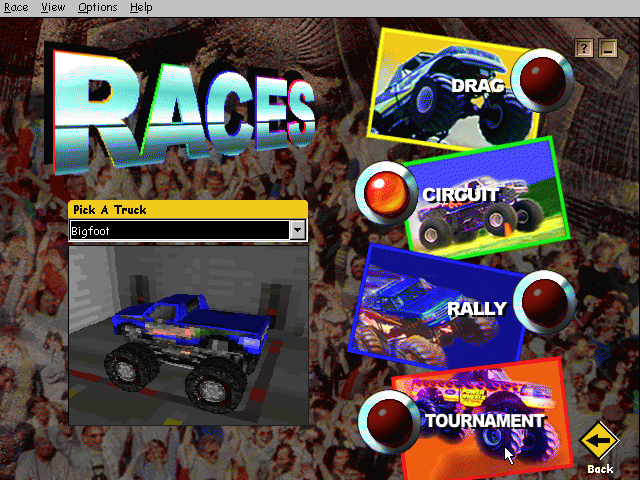 Race View Options Help
RACES
DRAG
?
CIRCUIT
Pick A Truck
Bigfoot
RALLY
TOURNAMENT
Back